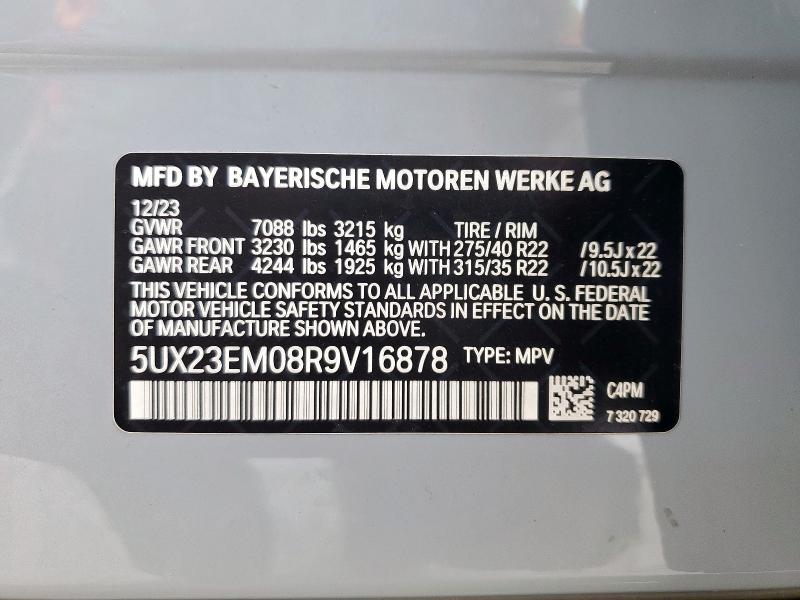 MFD BY BAYERISCHE MOTOREN WERKE AG
12/23
GVWR 7088 lbs 3215 kg TIRE / RIM
GAWR FRONT 3230 lbs 1465 kg WITH 275/40 R22 /9.5J x 22
GAWR REAR 4244 lbs 1925 kg WITH 315/35 R22 /10.5J x 22
THIS VEHICLE CONFORMS TO ALL APPLICABLE U. S. FEDERAL
MOTOR VEHICLE SAFETY STANDARDS IN EFFECT ON THE DATE
OF MANUFACTURE SHOWN ABOVE.
5UX23EM08R9V16878 TYPE: MPV
C4PM
7 320 729